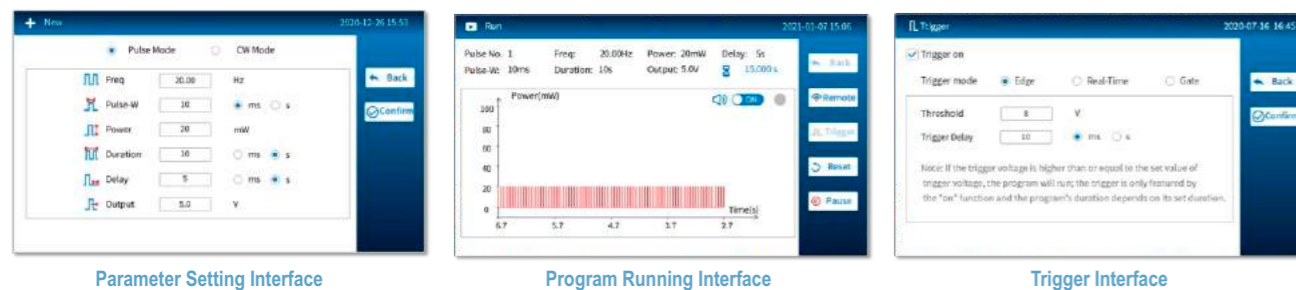 New 2020-12-26 15:53
Pulse Mode CW Mode
Freq 20.00 Hz
Pulse-W 10 ms s
Power 20 mW
Duration 10 ms s
Delay 5 ms s
Output 5.0 V
Back
Confirm
Parameter Setting Interface
Run 2021-01-07 15:06
Pulse No. 1 Freq: 20.00Hz Power: 20mW Delay: 5s
Pulse-W: 10ms Duration: 10s Output: 5.0V 15.000 s
Power(mW)
ON
100
80
60
40
20
0
Time(s)
6.7 5.7 4.7 3.7 2.7
Back
Remote
Trigger
Reset
Pause
Program Running Interface
Trigger 2020-07-16 16:45
Trigger on
Trigger mode Edge Real-Time Gate
Threshold 8 V
Trigger Delay 10 ms s
Note: If the trigger voltage is higher than or equal to the set value of
trigger voltage, the program will run; the trigger is only featured by
the "on" function and the program's duration depends on its set duration.
Back
Confirm
Trigger Interface